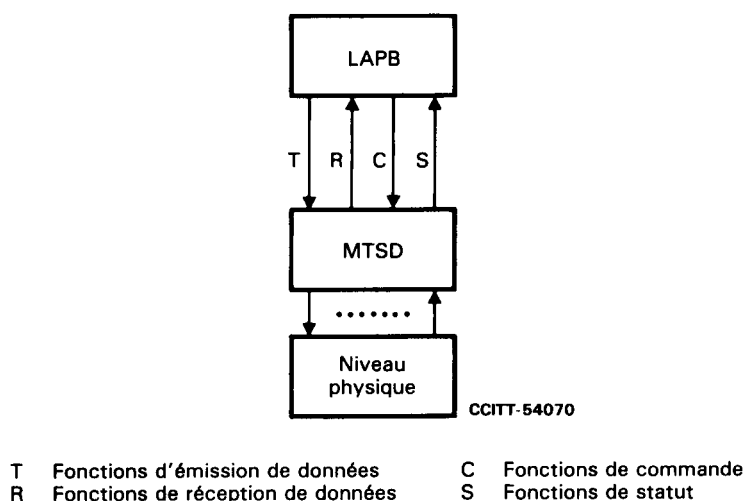 LAPB
T R C S
MTSD
.......
Niveau
physique
CCITT-54070
T Fonctions d'émission de données C Fonctions de commande
R Fonctions de réception de données S Fonctions de statut